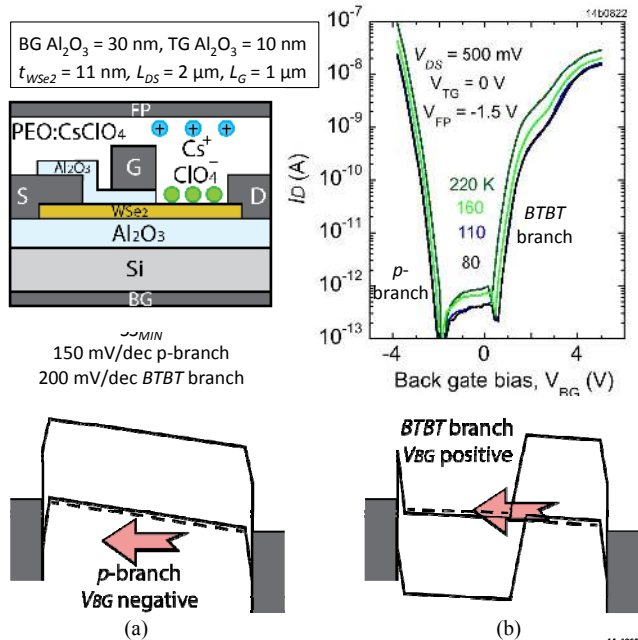 BG Al2O3 = 30 nm, TG Al2O3 = 10 nm
tWSe2 = 11 nm, LDS = 2 μm, LG = 1 μm
FP
PEO:CsClO4
+ + +
Cs+
ClO4−
Al2O3
G
S
D
WSe2
Al2O3
Si
BG
150 mV/dec p-branch
200 mV/dec BTBT branch
14b0822
10-7
10-8
10-9
10-10
10-11
10-12
10-13
ID (A)
VDS = 500 mV
VTG = 0 V
VFP = -1.5 V
220 K
160
110
80
BTBT
branch
p-
branch
-4
0
4
Back gate bias, VBG (V)
p-branch
VBG negative
(a)
BTBT branch
VBG positive
(b)